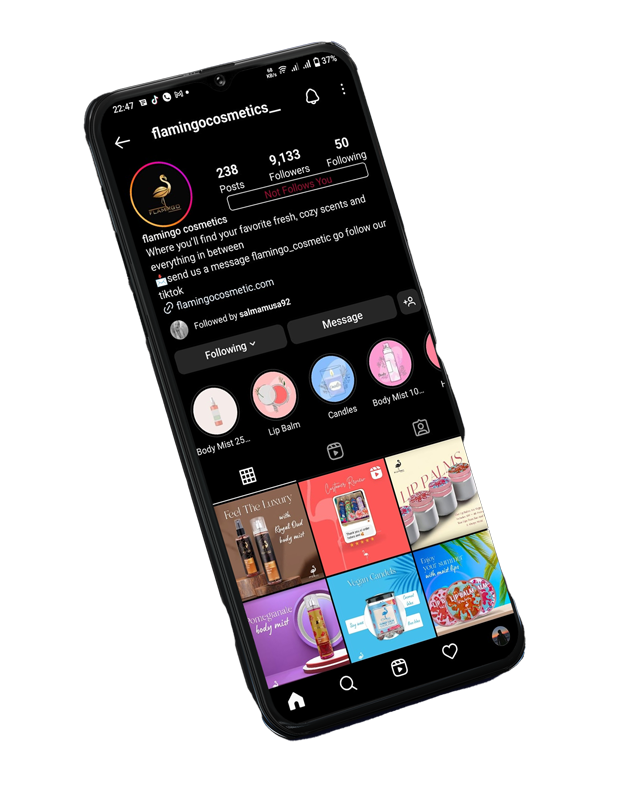 22:47
68
KB/s
37%
flamingocosmetics__
238
Posts
9,133
Followers
50
Following
Not Follows You
FLAMINGO
flamingo cosmetics
Where you'll find your favorite fresh, cozy scents and
everything in between
📩send us a message flamingo_cosmetic go follow our
tiktok
flamingocosmetic.com
Followed by salmamusa92
Following
Message
Body Mist 25...
Lip Balm
Candles
Body Mist 10...
Feel The Luxury
with
Royal Oud
body mist
Customer Review
LIP BALMS
Pomegranate
body mist
Vegan Candels
Enjoy
your summer
with moist lips
LIP BALM